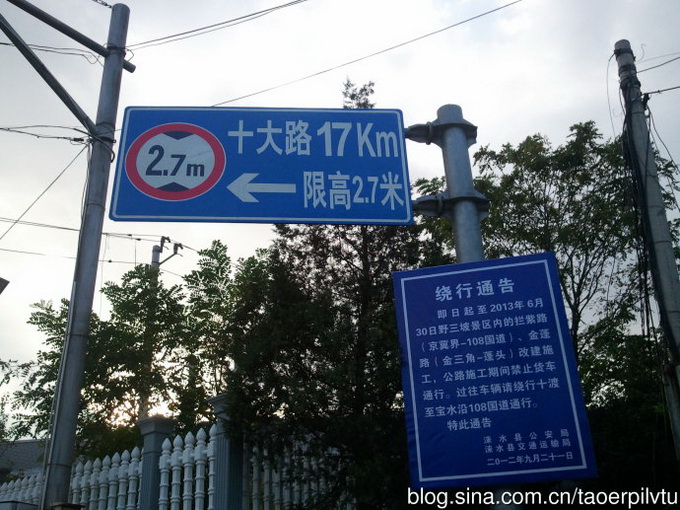 2.7m
十大路 17Km
限高2.7米
绕行通告
即日起至2013年6月
30日野三坡景区内的拦紫路
（京冀界-108国道）、金蓬
路（金三角-蓬头）改建施
工、公路施工期间禁止货车
通行。过往车辆请绕行十渡
至宝水沿108国道通行。
特此通告
涞水县公安局
涞水县交通运输局
二〇一二年九月二十一日
blog.sina.com.cn/taoerpilvtu